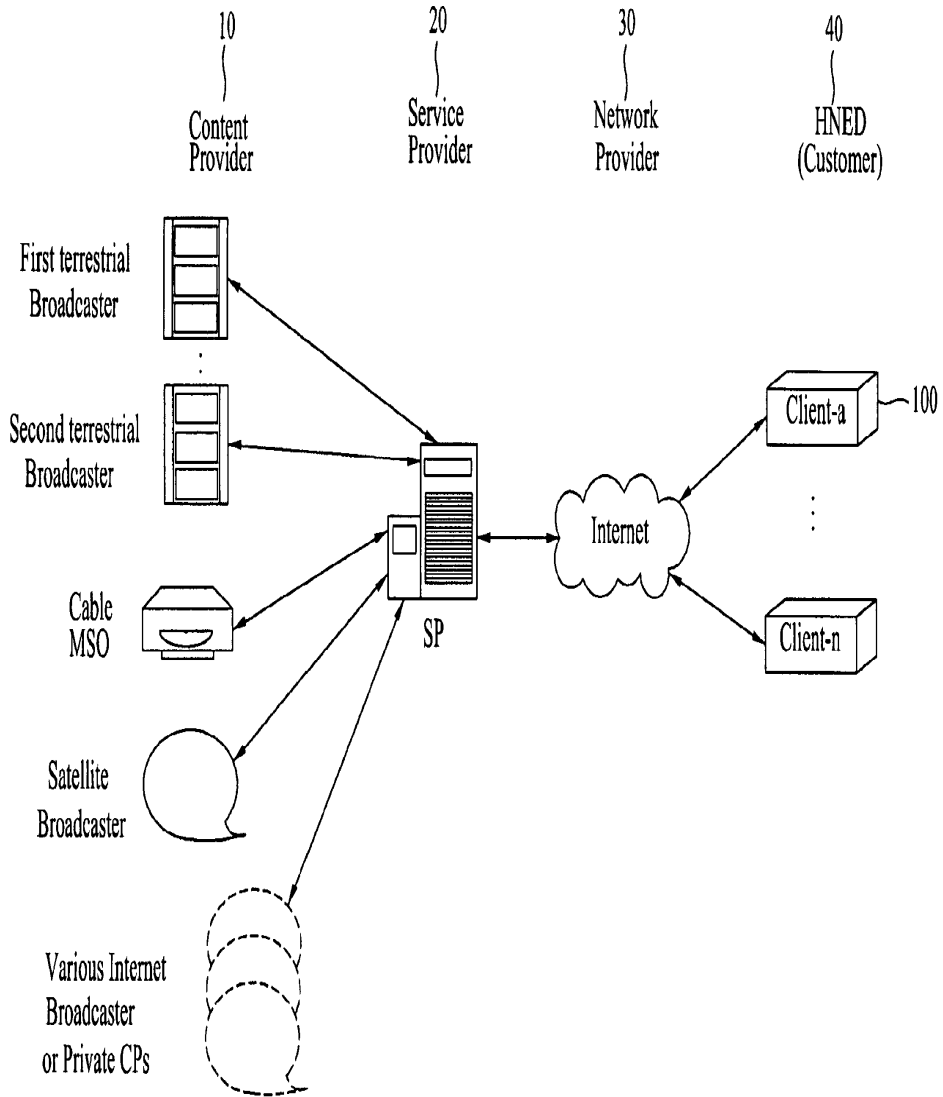 10
20
30
40
Content
Provider
Service
Provider
Network
Provider
HNED
(Customer)
First terrestrial
Broadcaster
Second terrestrial
Broadcaster
Client-a
100
Internet
Cable
MSO
SP
Client-n
Satellite
Broadcaster
Various Internet
Broadcaster
or Private CPs